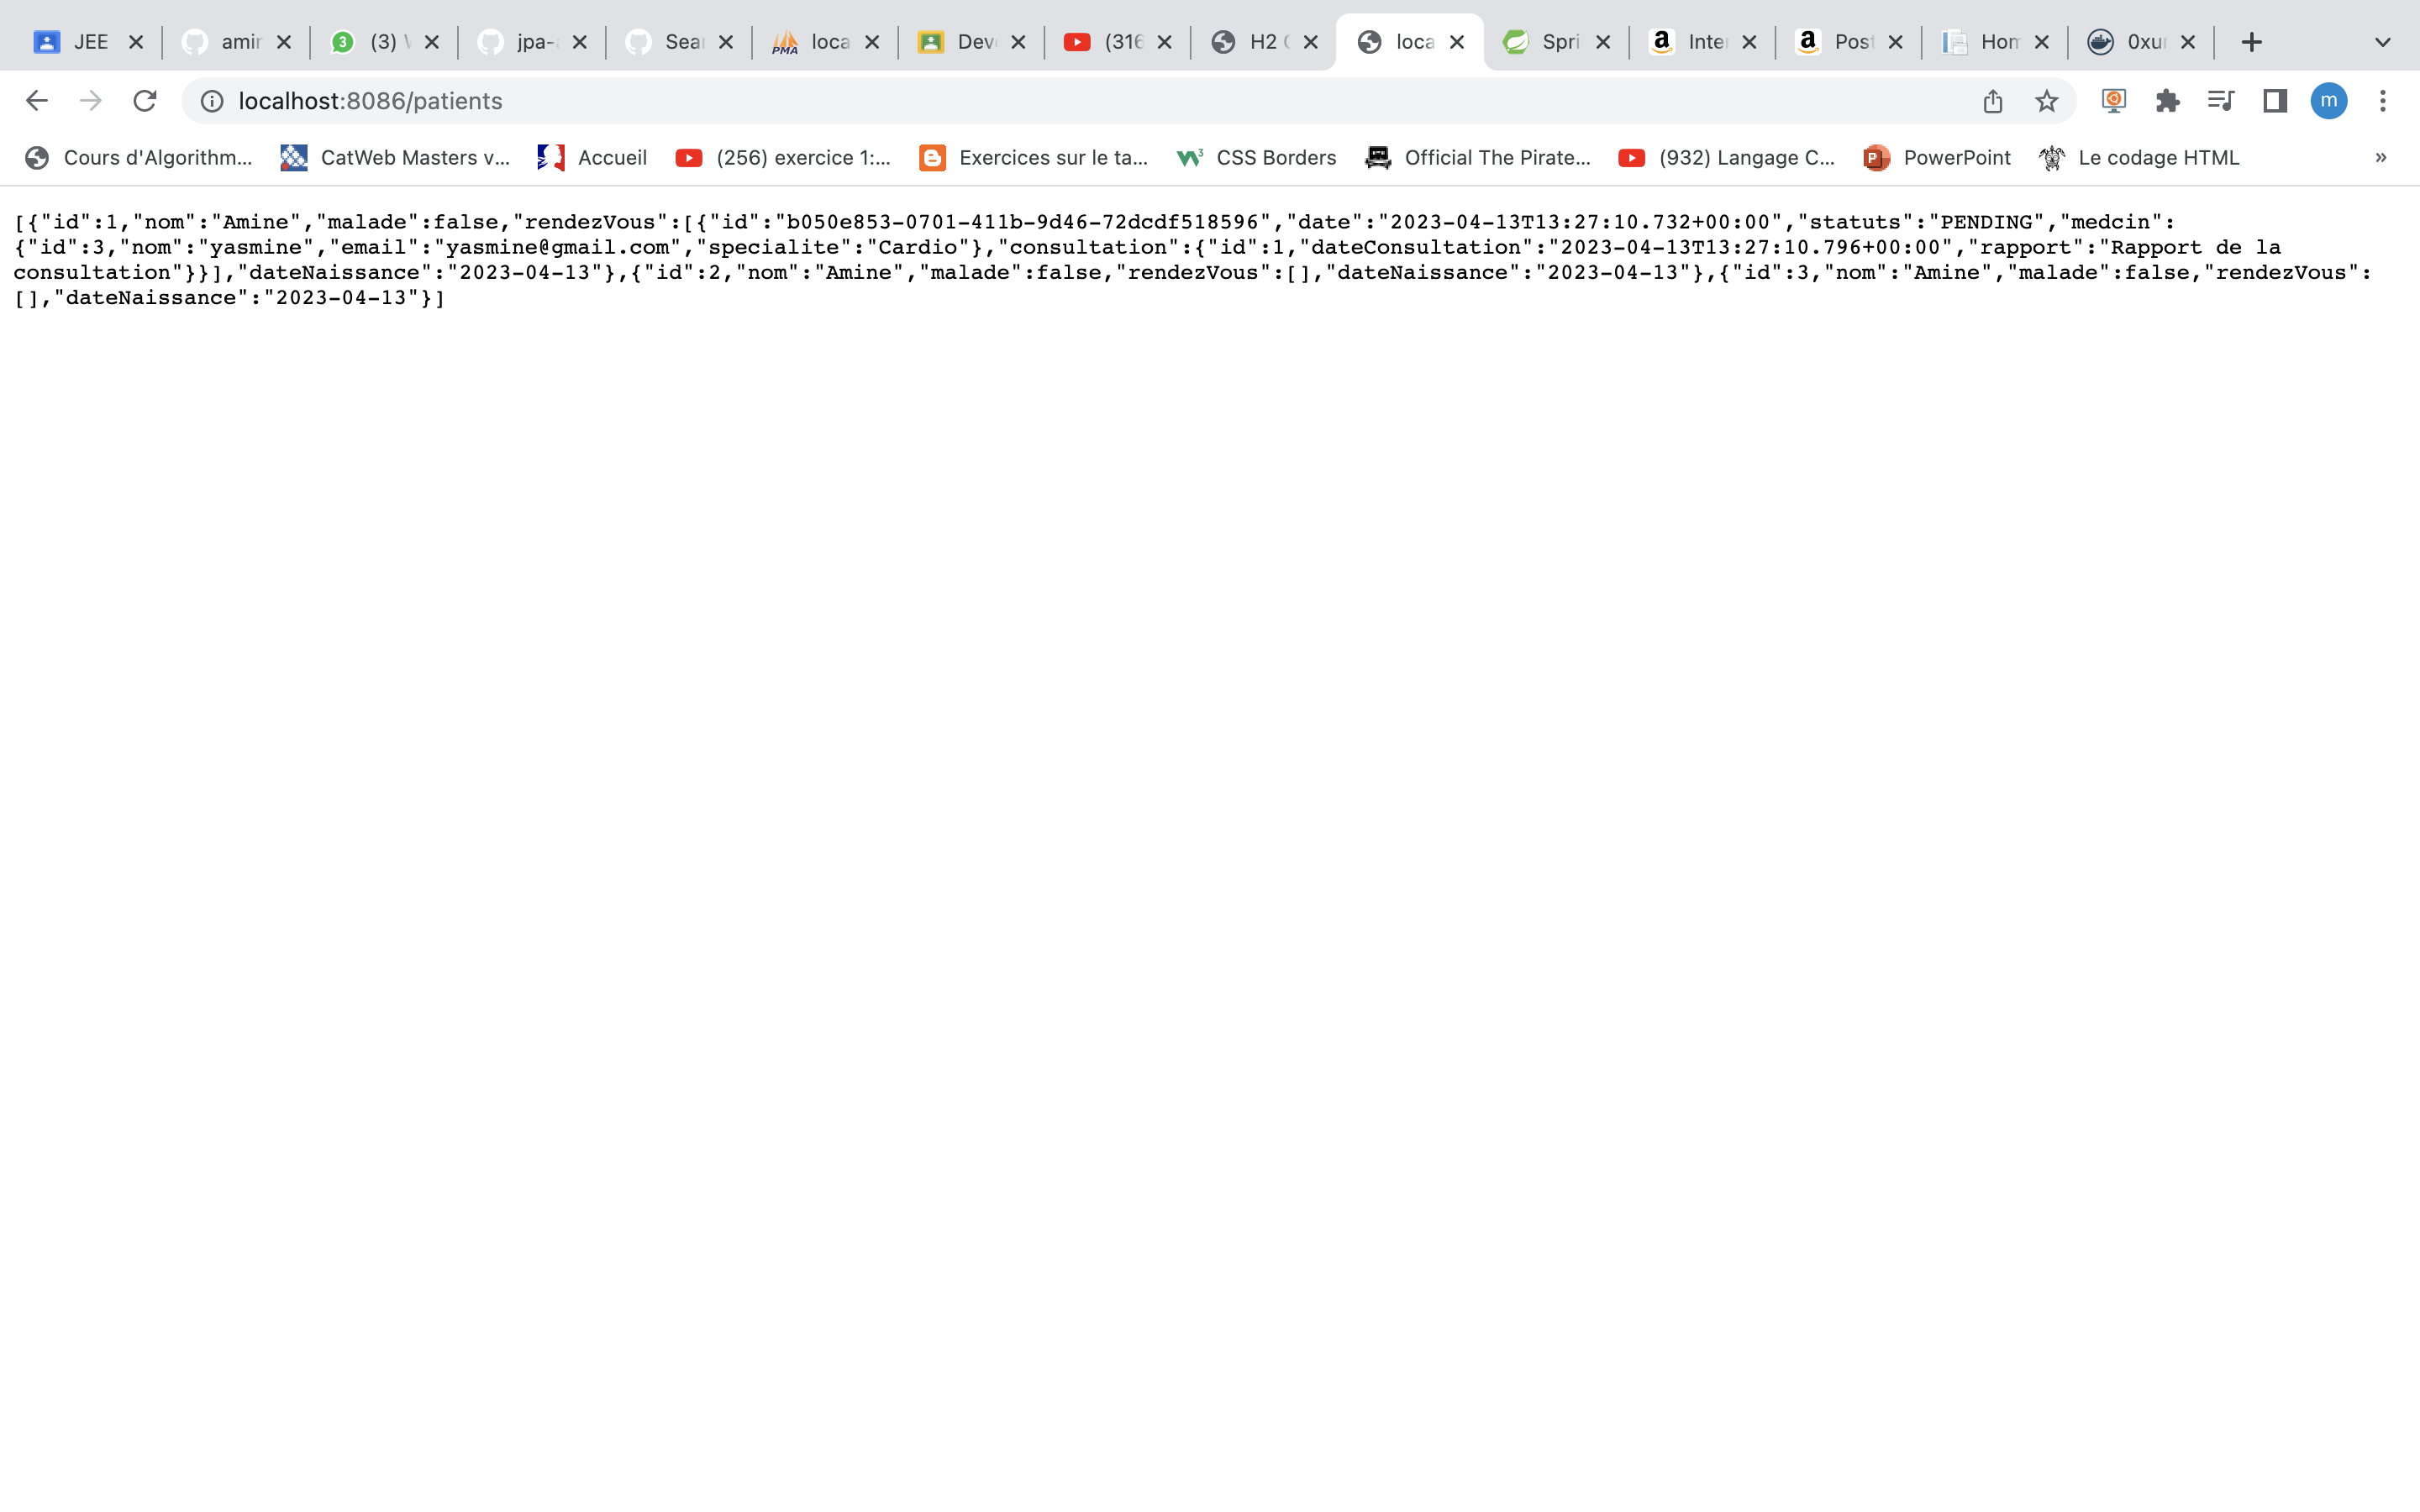 JEE
amir
(3) W
jpa-
Sear
loca
Dev
(316
H2 C
loca
Spri
Inte
Post
Hom
0xu
localhost:8086/patients
m
Cours d'Algorithm...
CatWeb Masters v...
Accueil
(256) exercice 1:...
Exercices sur le ta...
CSS Borders
Official The Pirate...
(932) Langage C...
PowerPoint
Le codage HTML
»
[{"id":1,"nom":"Amine","malade":false,"rendezVous":[{"id":"b050e853-0701-411b-9d46-72dcdf518596","date":"2023-04-13T13:27:10.732+00:00","statuts":"PENDING","medcin":
{"id":3,"nom":"yasmine","email":"yasmine@gmail.com","specialite":"Cardio"},"consultation":{"id":1,"dateConsultation":"2023-04-13T13:27:10.796+00:00","rapport":"Rapport de la
consultation"}}],"dateNaissance":"2023-04-13"},{"id":2,"nom":"Amine","malade":false,"rendezVous":[],"dateNaissance":"2023-04-13"},{"id":3,"nom":"Amine","malade":false,"rendezVous":
[],"dateNaissance":"2023-04-13"}]